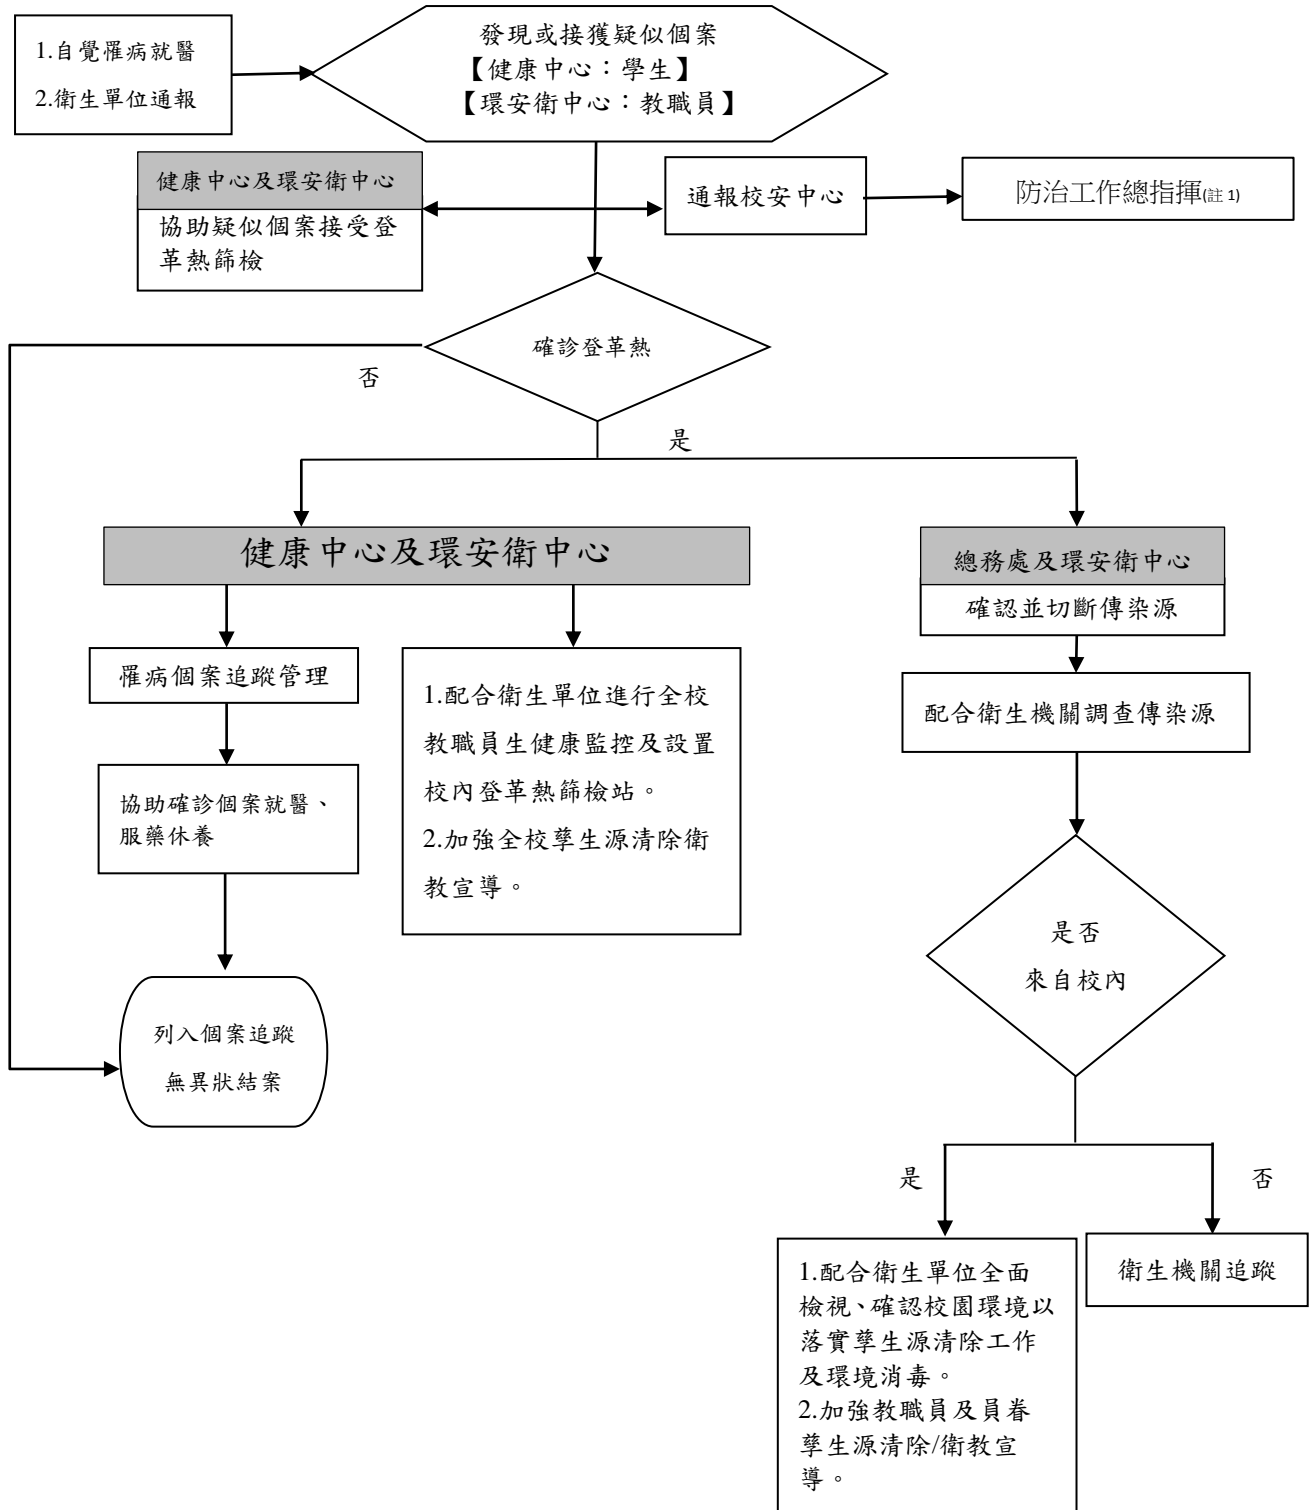 1.自覺罹病就醫
2.衛生單位通報
發現或接獲疑似個案
【健康中心：學生】
【環安衛中心：教職員】
健康中心及環安衛中心
協助疑似個案接受登
革熱篩檢
通報校安中心
防治工作總指揮(註 1)
確診登革熱
否
是
健康中心及環安衛中心
總務處及環安衛中心
確認並切斷傳染源
罹病個案追蹤管理
1.配合衛生單位進行全校
教職員生健康監控及設置
校內登革熱篩檢站。
2.加強全校孳生源清除衛
教宣導。
配合衛生機關調查傳染源
協助確診個案就醫、
服藥休養
是否
來自校內
列入個案追蹤
無異狀結案
是
否
1.配合衛生單位全面
檢視、確認校園環境以
落實孳生源清除工作
及環境消毒。
2.加強教職員及員眷
孳生源清除/衛教宣
導。
衛生機關追蹤